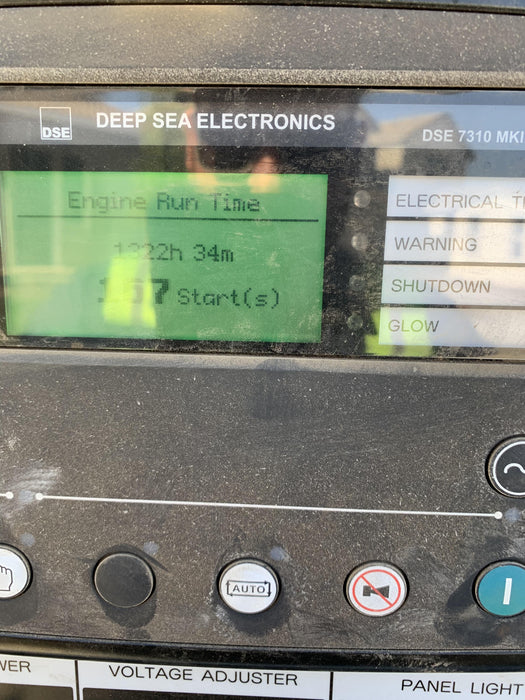 DSE DEEP SEA ELECTRONICS
DSE 7310 MKI
Engine Run Time
1322h 34m
Start(s)
ELECTRICAL T
WARNING
SHUTDOWN
GLOW
AUTO
I
WER
VOLTAGE ADJUSTER
PANEL LIGHT